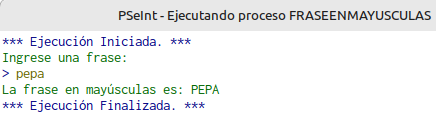 PSeInt - Ejecutando proceso FRASEENMAYUSCULAS
*** Ejecución Iniciada. ***
Ingrese una frase:
> pepa
La frase en mayúsculas es: PEPA
*** Ejecución Finalizada. ***